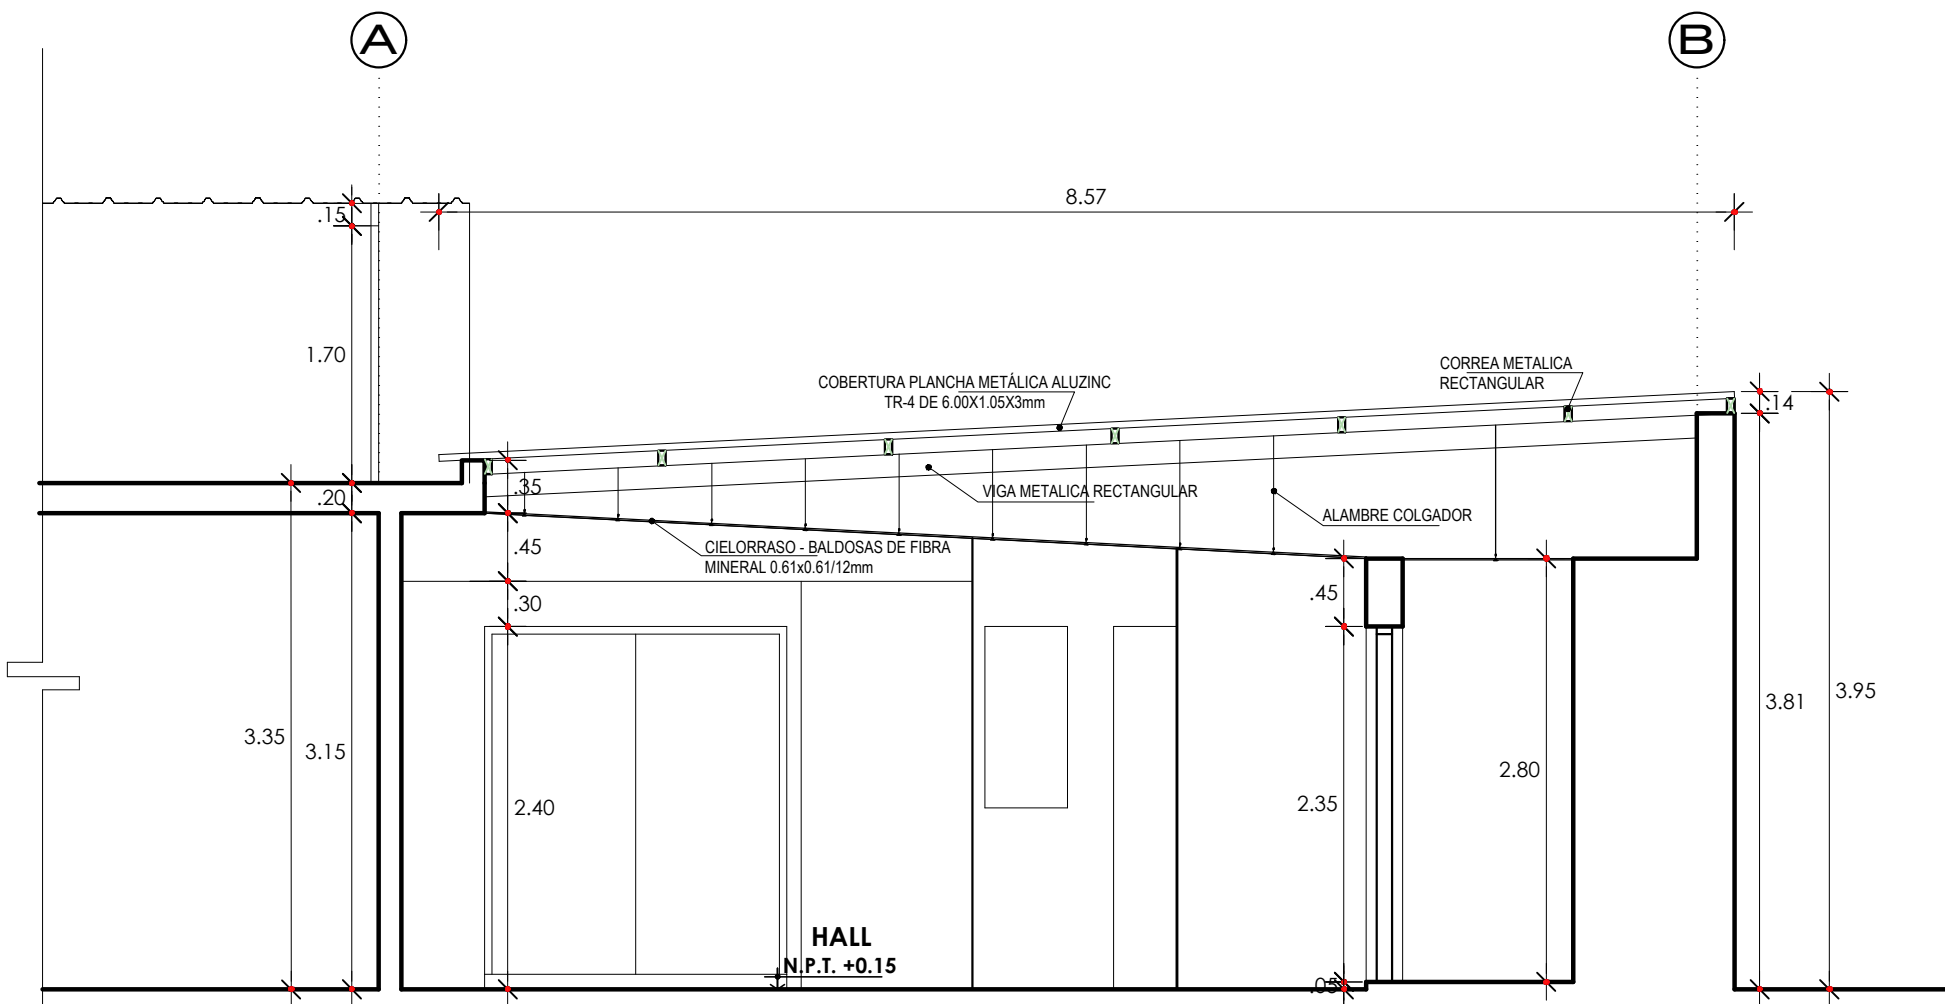 A
B
8.57
.15
1.70
COBERTURA PLANCHA METÁLICA ALUZINC
TR-4 DE 6.00X1.05X3mm
CORREA METALICA
RECTANGULAR
.14
.20
.35
VIGA METALICA RECTANGULAR
ALAMBRE COLGADOR
.45
CIELORRASO - BALDOSAS DE FIBRA
MINERAL 0.61x0.61/12mm
.30
.45
3.35
3.15
2.40
2.35
2.80
3.81
3.95
HALL
N.P.T. +0.15
.05